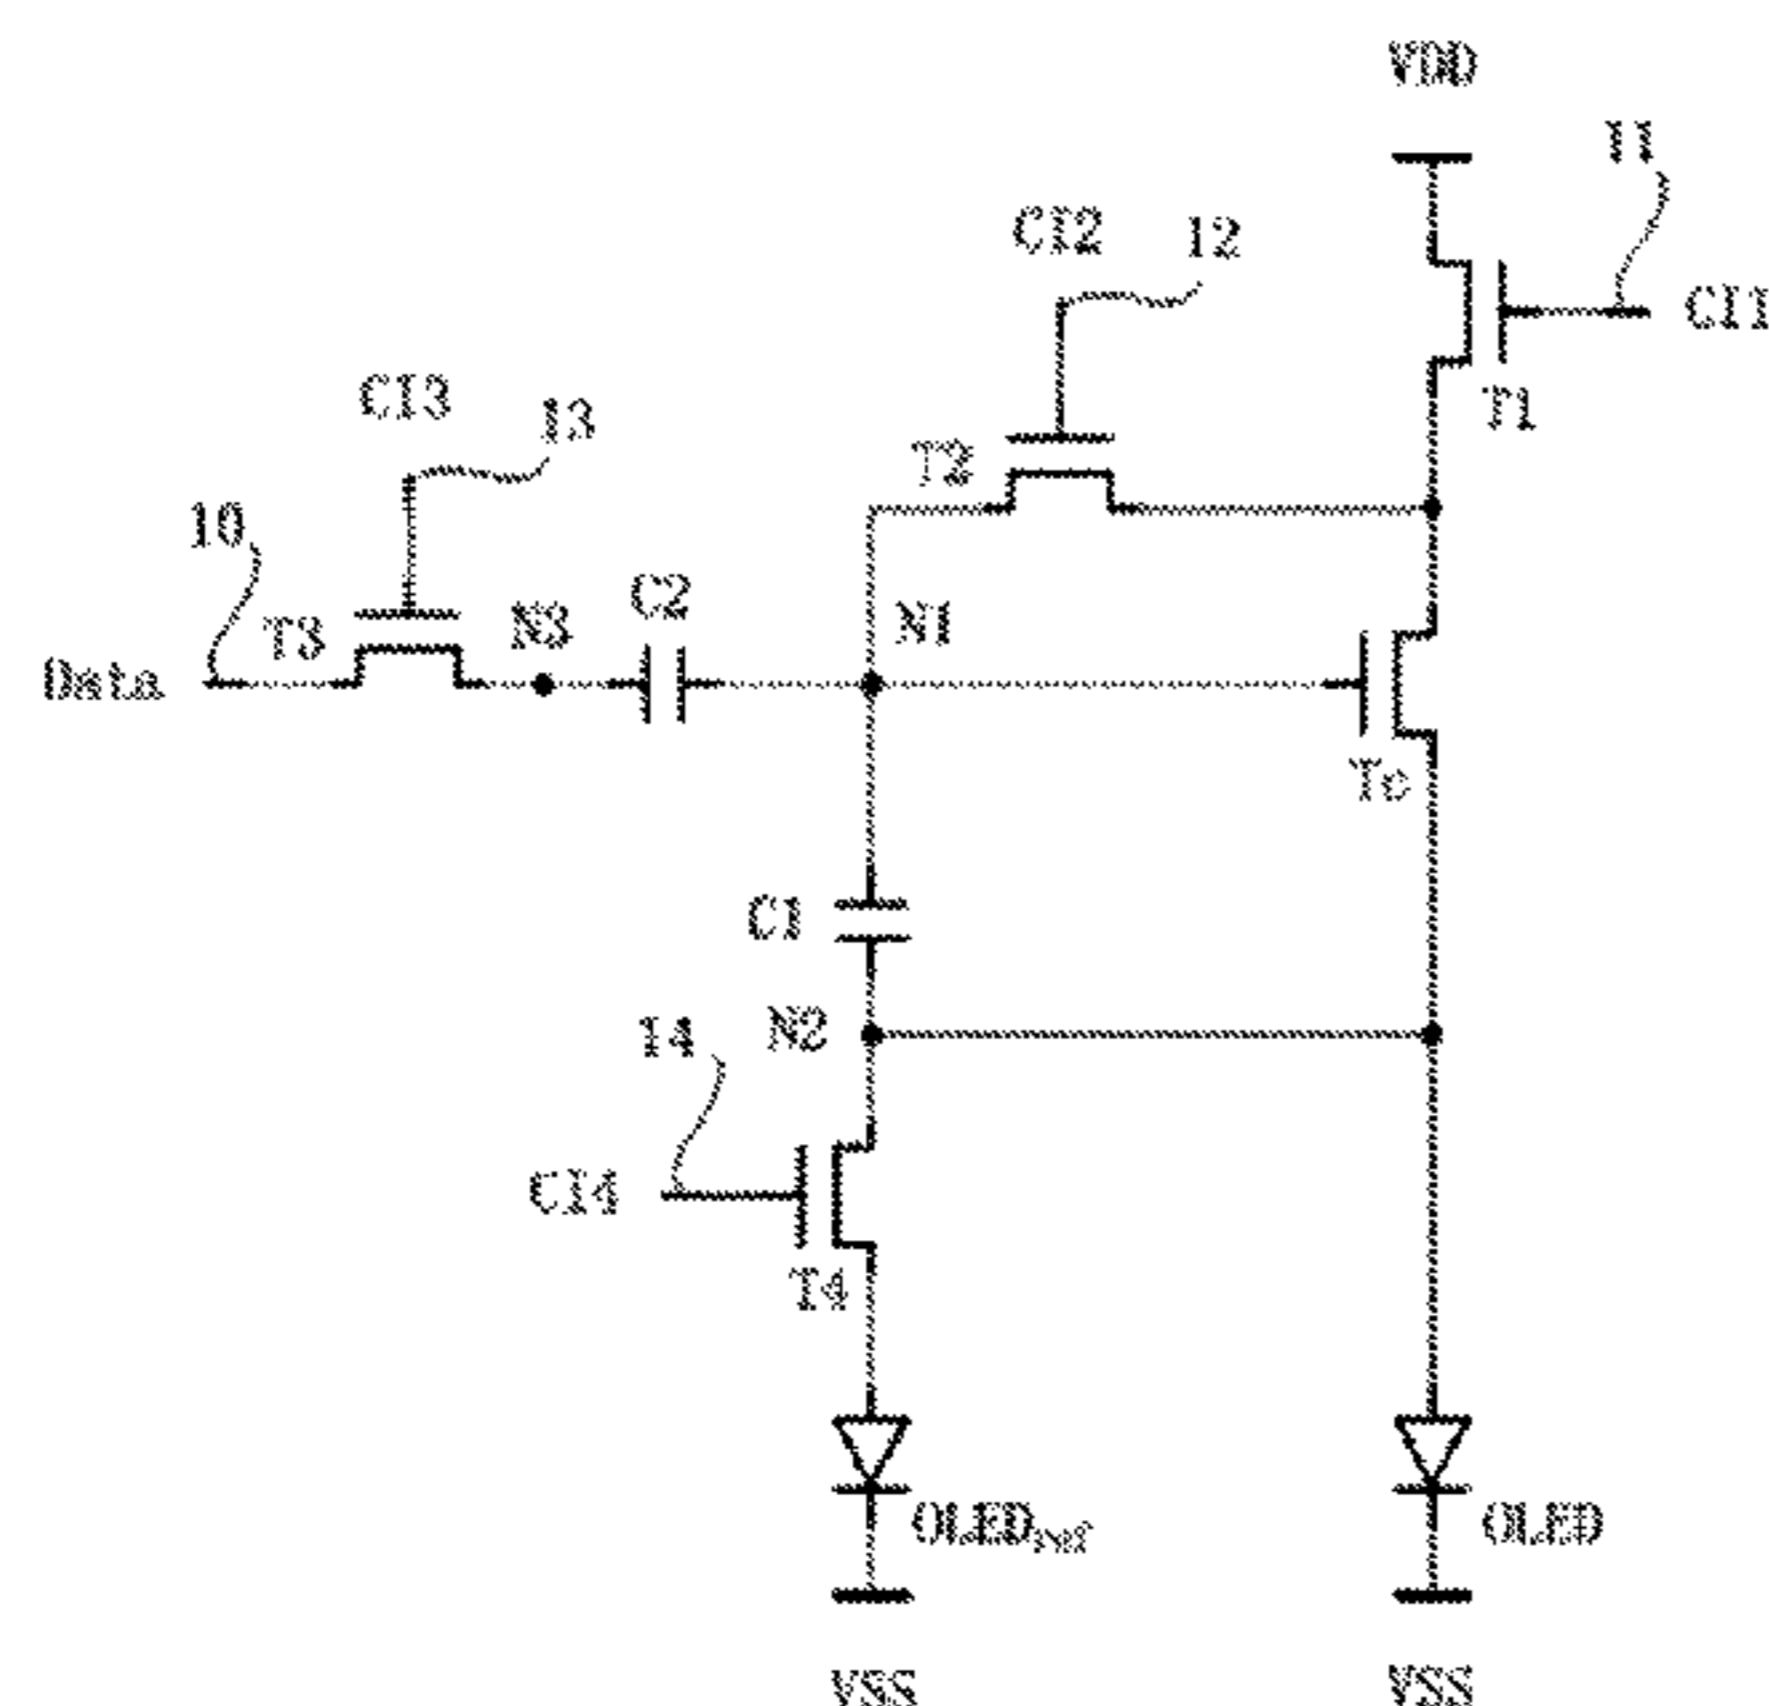 VDD
11
CI2
12
CI1
CI3
13
T1
T2
10
C2
T3
N3
N1
Data
Tc
C1
14
N2
CI4
T4
OLEDref
OLED
VSS
VSS